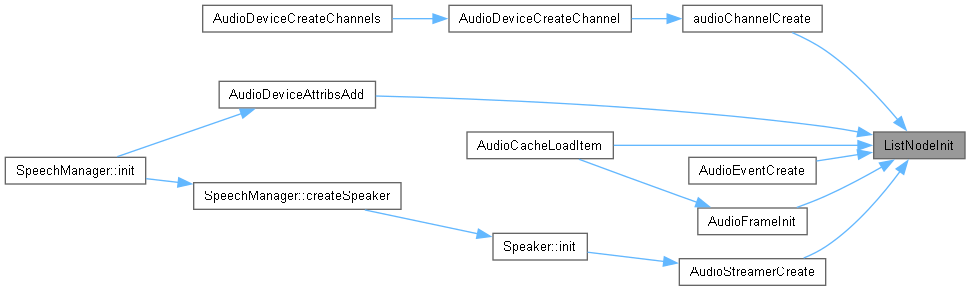 AudioDeviceCreateChannels
AudioDeviceCreateChannel
audioChannelCreate
AudioDeviceAttribsAdd
ListNodeInit
AudioCacheLoadItem
AudioEventCreate
SpeechManager::init
SpeechManager::createSpeaker
AudioFrameInit
Speaker::init
AudioStreamerCreate